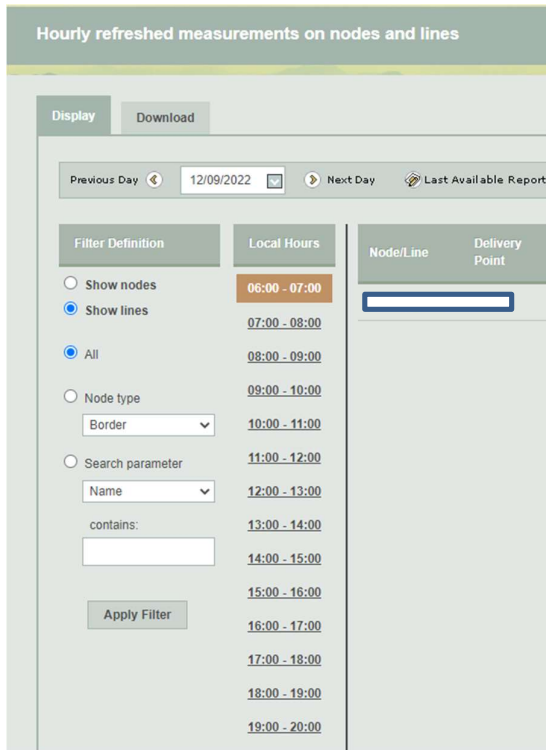 Hourly refreshed measurements on nodes and lines
Display
Download
Previous Day
12/09/2022
Next Day
Last Available Report
Filter Definition
Show nodes
Show lines
All
Node type
Border
Search parameter
Name
contains:
Apply Filter
Local Hours
06:00 - 07:00
07:00 - 08:00
08:00 - 09:00
09:00 - 10:00
10:00 - 11:00
11:00 - 12:00
12:00 - 13:00
13:00 - 14:00
14:00 - 15:00
15:00 - 16:00
16:00 - 17:00
17:00 - 18:00
18:00 - 19:00
19:00 - 20:00
Node/Line
Delivery
Point